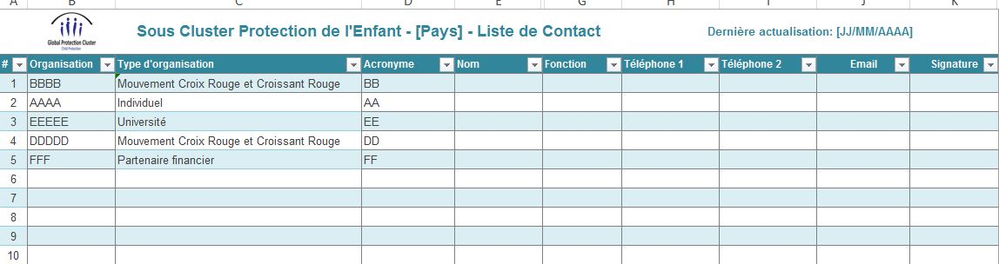 A B C D E G H I J K
Global Protection Cluster
Child Protection
Sous Cluster Protection de l'Enfant - [Pays] - Liste de Contact
Dernière actualisation: [JJ/MM/AAAA]
# Organisation Type d'organisation Acronyme Nom Fonction Téléphone 1 Téléphone 2 Email Signature
1 BBBB Mouvement Croix Rouge et Croissant Rouge BB
2 AAAA Individuel AA
3 EEEEE Université EE
4 DDDDD Mouvement Croix Rouge et Croissant Rouge DD
5 FFF Partenaire financier FF
6
7
8
9
10